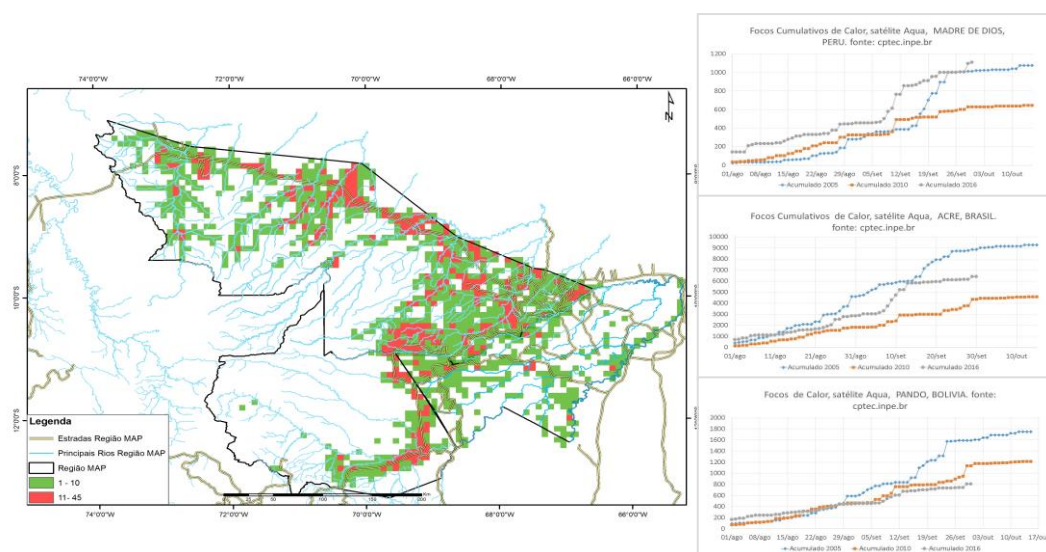 74°0'0"W 72°0'0"W 70°0'0"W 68°0'0"W 66°0'0"W
8°0'0"S
10°0'0"S
12°0'0"S
N
Legenda
Estradas Região MAP
Principais Rios Região MAP
Região MAP
1 - 10
11- 45
74°0'0"W 72°0'0"W 70°0'0"W 68°0'0"W 66°0'0"W
Focos Cumulativos de Calor, satélite Aqua, MADRE DE DIOS,
PERU. fonte: cptec.inpe.br
1200
1000
800
600
400
200
0
01/ago 08/ago 15/ago 22/ago 29/ago 05/set 12/set 19/set 26/set 03/out 10/out
Acumulado 2005 Acumulado 2010 Acumulado 2016
Focos Cumulativos de Calor, satélite Aqua, ACRE, BRASIL.
fonte: cptec.inpe.br
10000
9000
8000
7000
6000
5000
4000
3000
2000
1000
0
01/ago 11/ago 21/ago 31/ago 10/set 20/set 30/set 10/out
Acumulado 2005 Acumulado 2010 Acumulado 2016
Focos de Calor, satélite Aqua, PANDO, BOLIVIA. fonte:
cptec.inpe.br
2000
1800
1600
1400
1200
1000
800
600
400
200
0
01/ago 08/ago 15/ago 22/ago 29/ago 05/set 12/set 19/set 26/set 03/out 10/out 17/out
Acumulado 2005 Acumulado 2010 Acumulado 2016